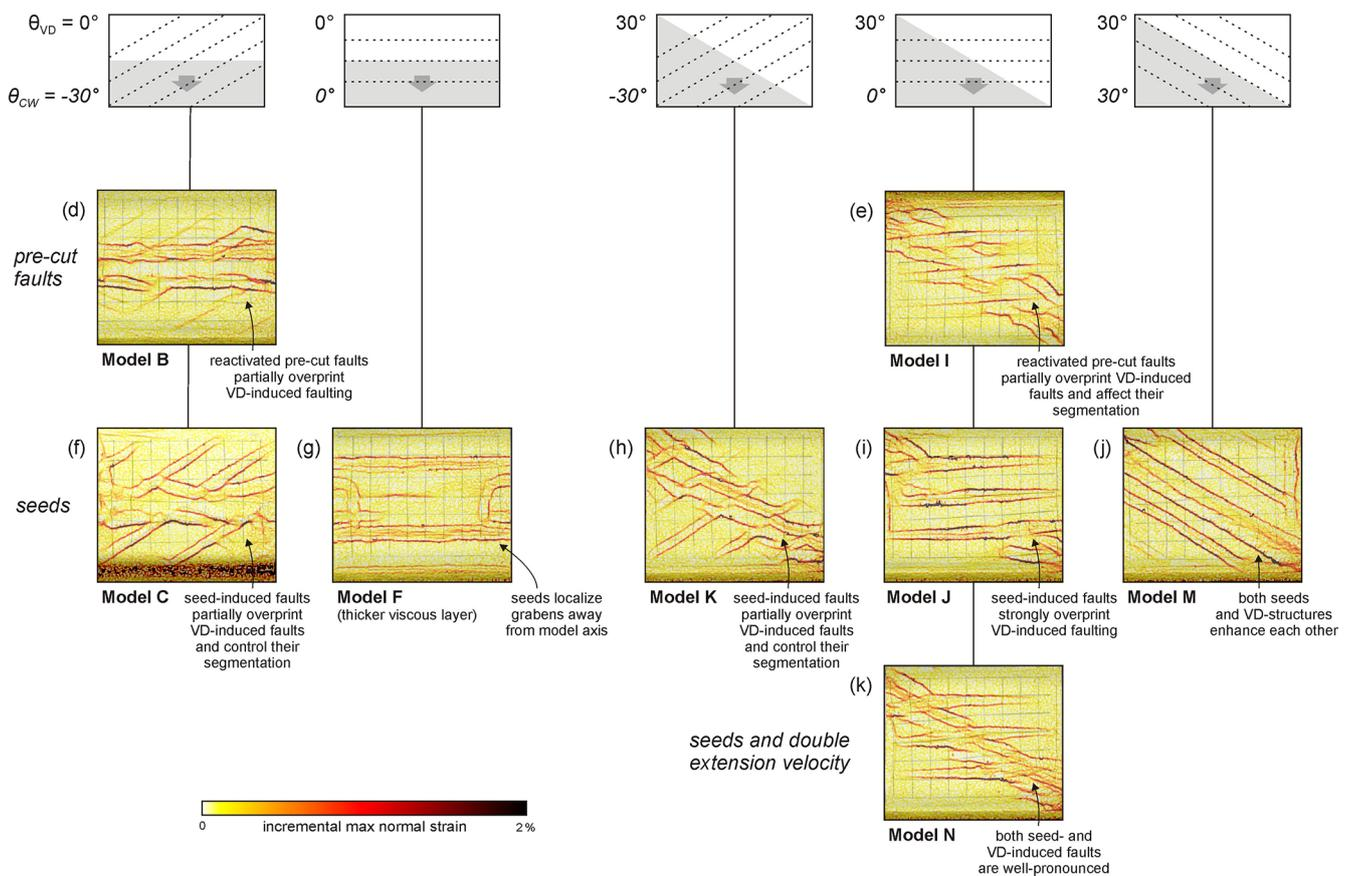 θVD = 0°
0°
30°
30°
30°
θCW = -30°
0°
-30°
0°
30°
(d)
(e)
pre-cut
faults
Model B
reactivated pre-cut faults
partially overprint
VD-induced faulting
Model I
reactivated pre-cut faults
partially overprint VD-induced
faults and affect their
segmentation
(f)
(g)
(h)
(i)
(j)
seeds
Model C
seed-induced faults
partially overprint
VD-induced faults
and control their
segmentation
Model F
(thicker viscous layer)
seeds localize
grabens away
from model axis
Model K
seed-induced faults
partially overprint
VD-induced faults
and control their
segmentation
Model J
seed-induced faults
strongly overprint
VD-induced faulting
Model M
both seeds
and VD-structures
enhance each other
(k)
seeds and double
extension velocity
Model N
both seed- and
VD-induced faults
are well-pronounced
0
incremental max normal strain
2%